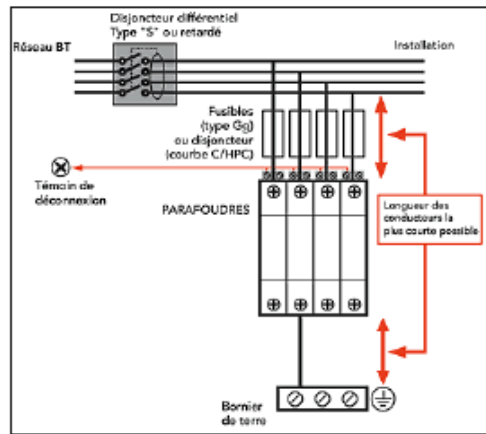 Disjoncteur différentiel
Type "S" ou retardé
Réseau BT
Installation
Fusibles
(type Gg)
ou disjoncteur
(courbe C/HPC)
Témoin de
déconnexion
PARAFOUDRES
Longueur des
conducteurs la
plus courte possible
Bornier
de terre